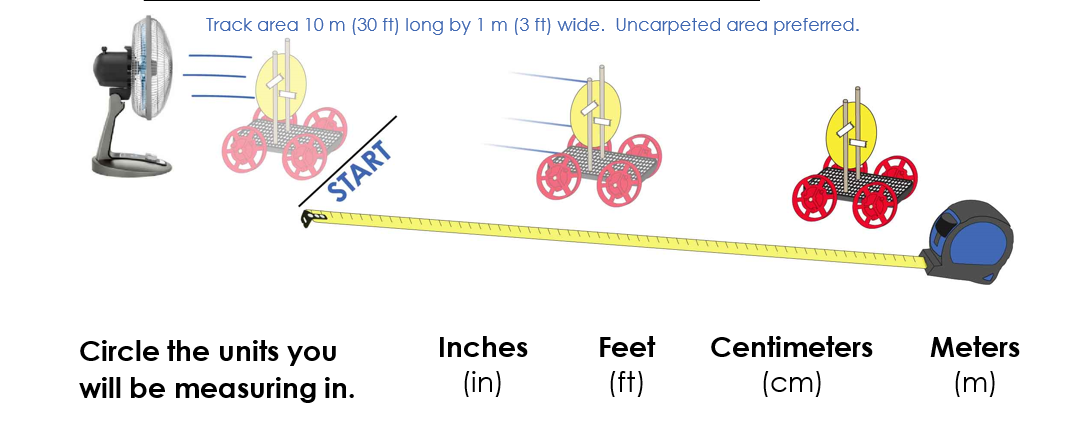 Track area 10 m (30 ft) long by 1 m (3 ft) wide.  Uncarpeted area preferred.
START
Circle the units you
will be measuring in.
Inches
(in)
Feet
(ft)
Centimeters
(cm)
Meters
(m)